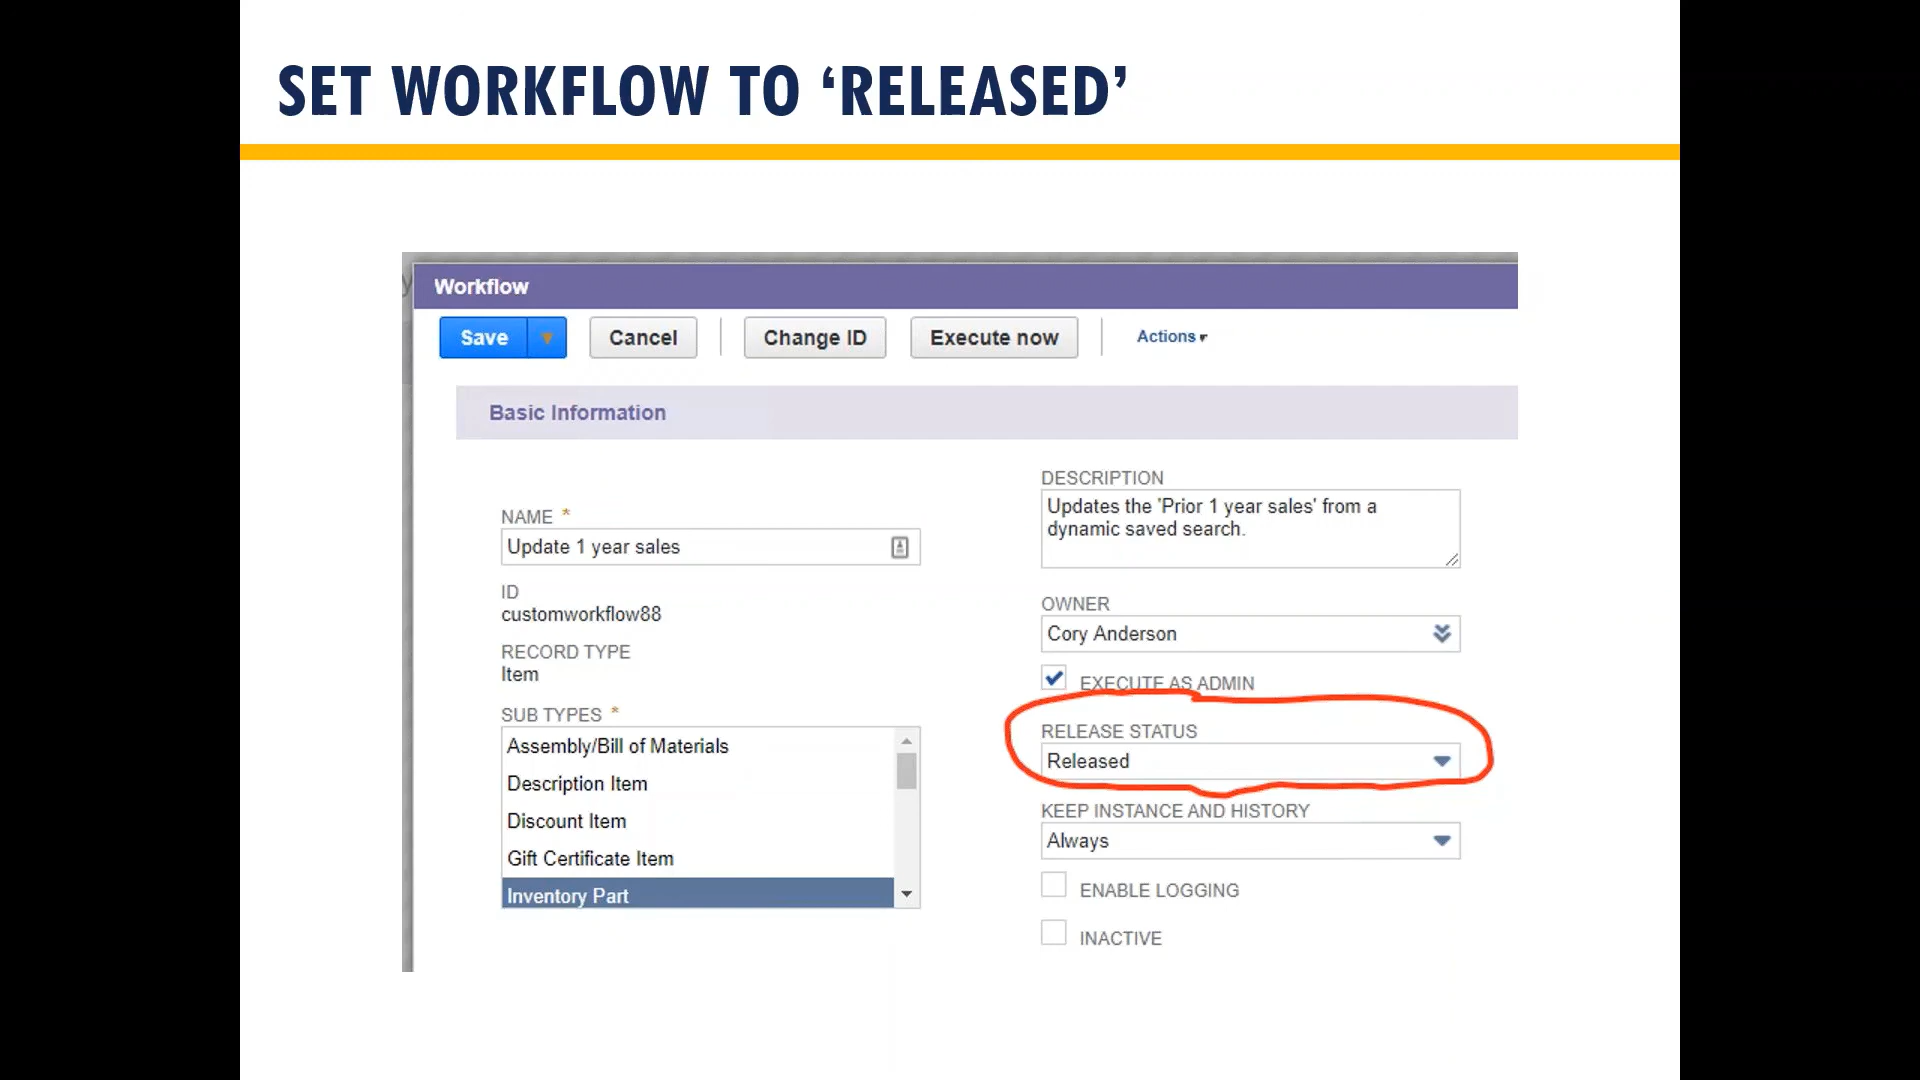 SET WORKFLOW TO ‘RELEASED’
Workflow
Save
Cancel
Change ID
Execute now
Actions
Basic Information
NAME *
Update 1 year sales
ID
customworkflow88
RECORD TYPE
Item
SUB TYPES *
Assembly/Bill of Materials
Description Item
Discount Item
Gift Certificate Item
Inventory Part
DESCRIPTION
Updates the 'Prior 1 year sales' from a
dynamic saved search.
OWNER
Cory Anderson
EXECUTE AS ADMIN
RELEASE STATUS
Released
KEEP INSTANCE AND HISTORY
Always
ENABLE LOGGING
INACTIVE